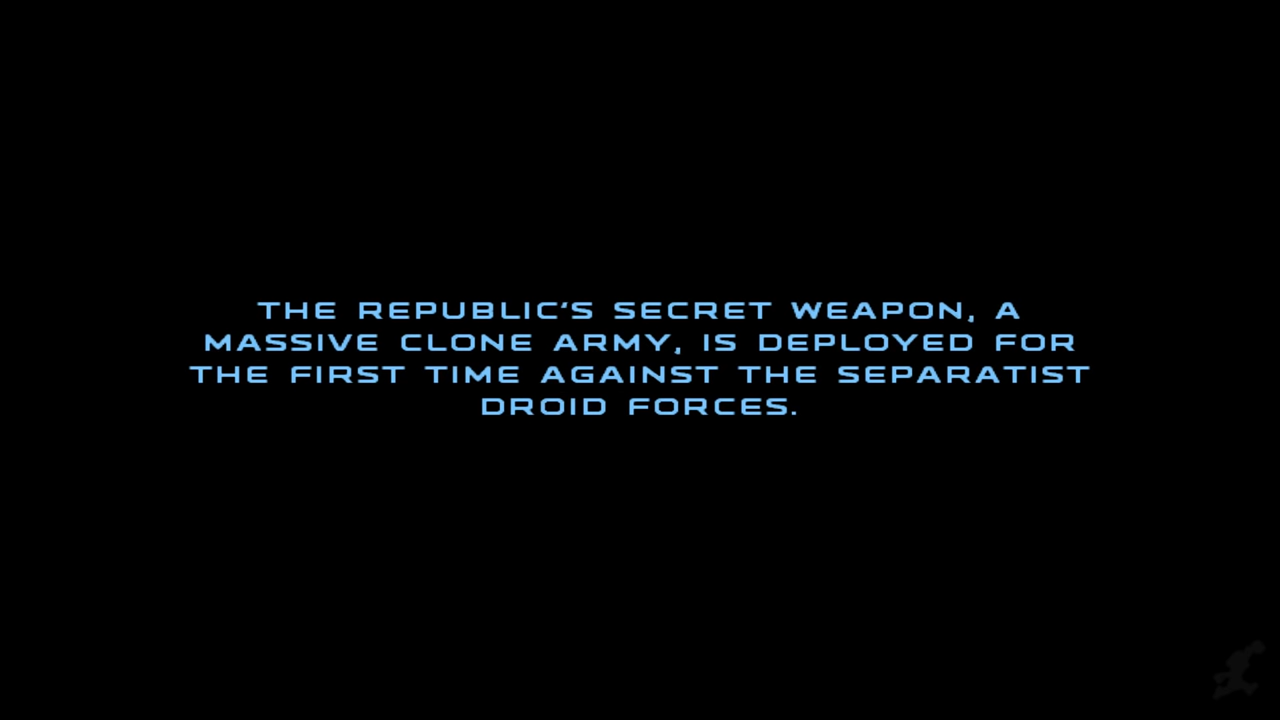 THE REPUBLIC'S SECRET WEAPON, A
MASSIVE CLONE ARMY, IS DEPLOYED FOR
THE FIRST TIME AGAINST THE SEPARATIST
DROID FORCES.